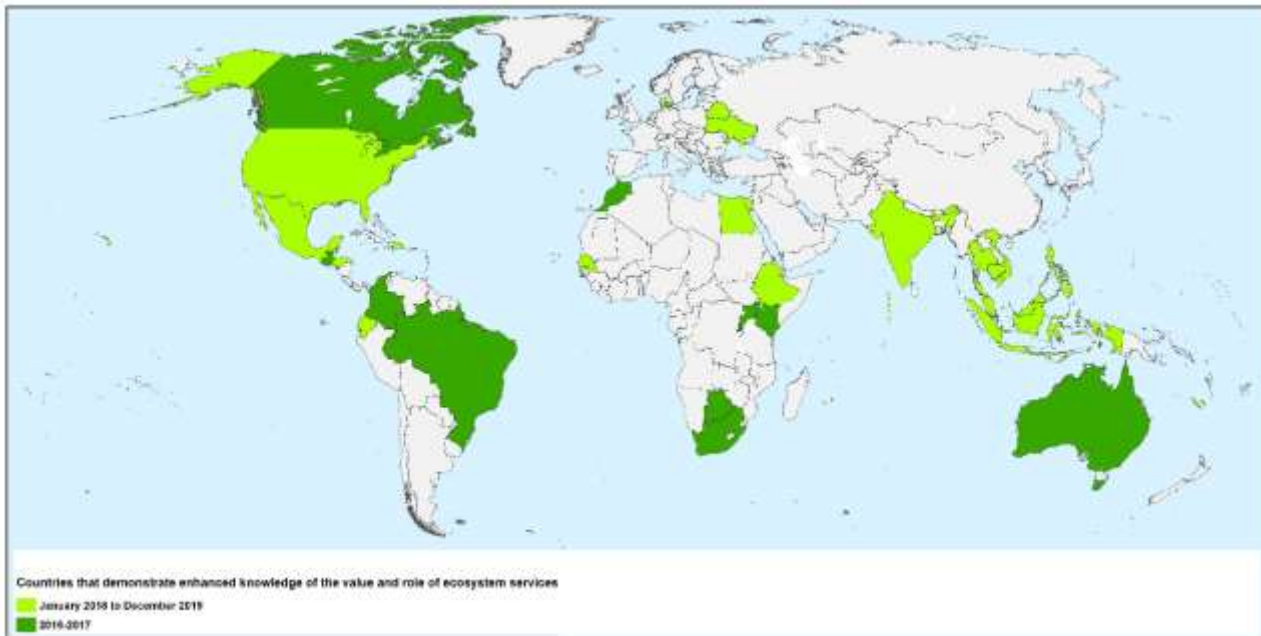 Countries that demonstrate enhanced knowledge of the value and role of ecosystem services
January 2018 to December 2019
2016-2017